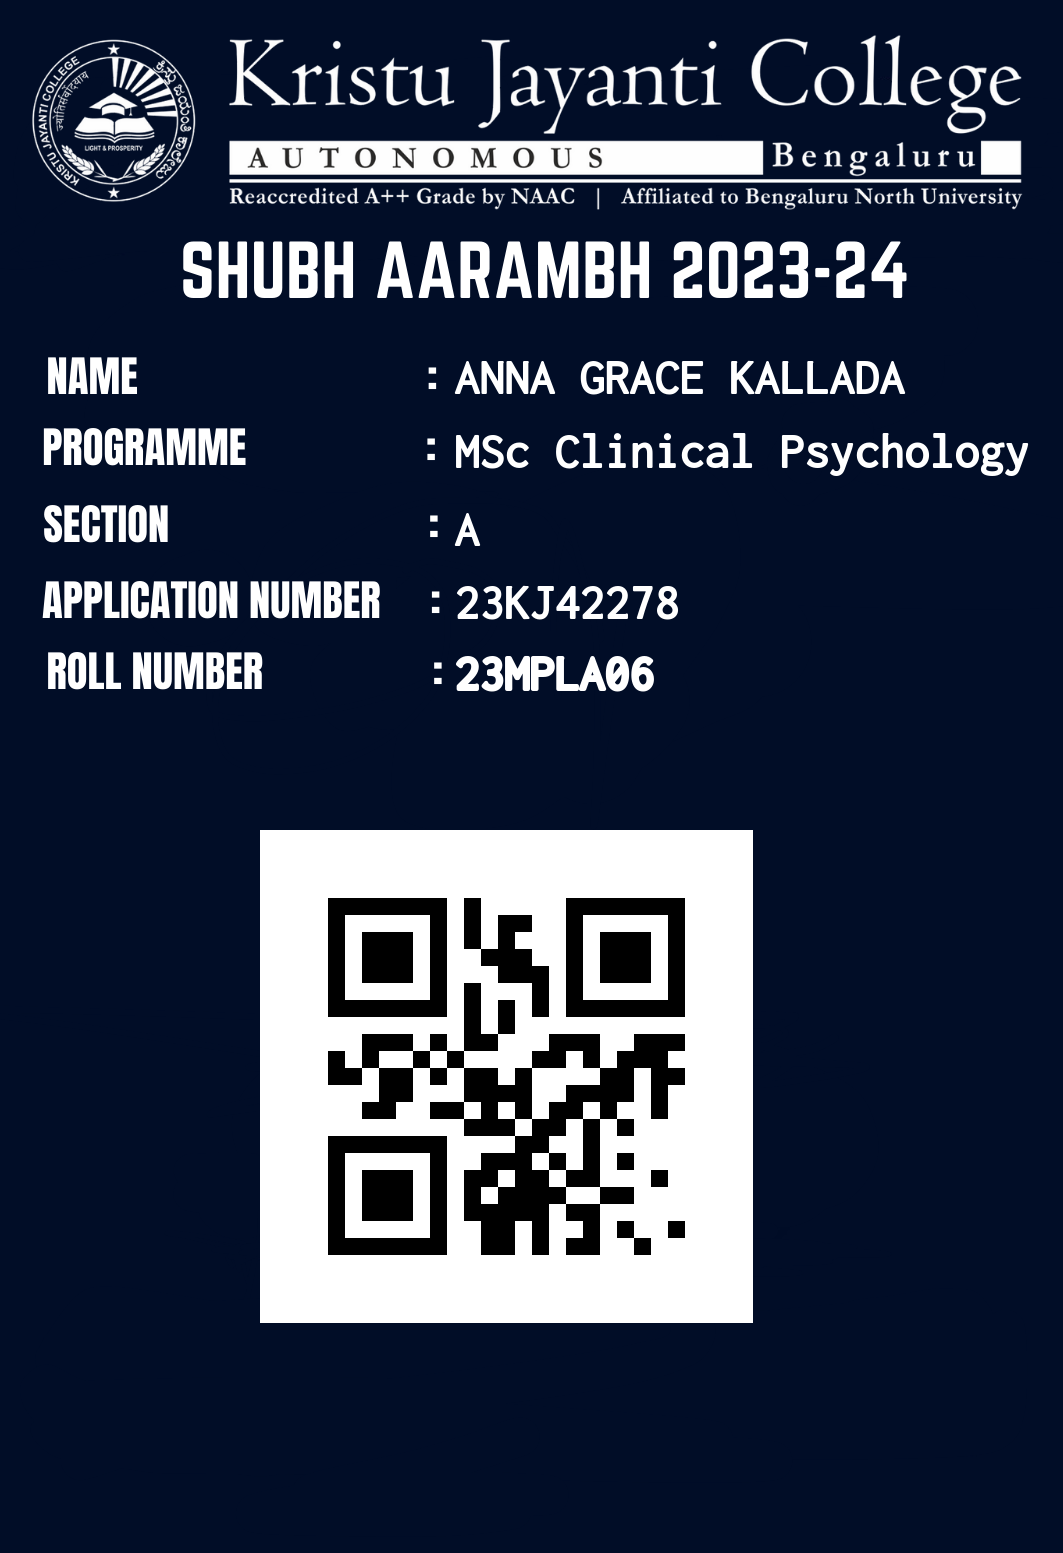 KRISTU JAYANTI COLLEGE
LIGHT & PROSPERITY
Kristu Jayanti College
AUTONOMOUS Bengaluru
Reaccredited A++ Grade by NAAC | Affiliated to Bengaluru North University
SHUBH AARAMBH 2023-24
NAME : ANNA GRACE KALLADA
PROGRAMME : MSc Clinical Psychology
SECTION : A
APPLICATION NUMBER : 23KJ42278
ROLL NUMBER : 23MPLA06